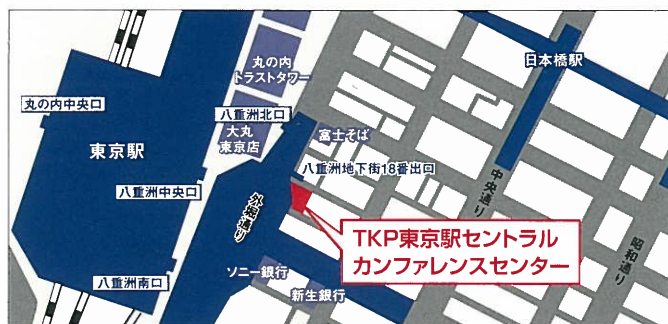 丸の内
トラストタワー
日本橋駅
丸の内中央口
八重洲北口
大丸
東京店
富士そば
東京駅
八重洲地下街18番出口
八重洲中央口
外堀通り
中央通り
昭和通り
TKP東京駅セントラル
カンファレンスセンター
ソニー銀行
八重洲南口
新生銀行